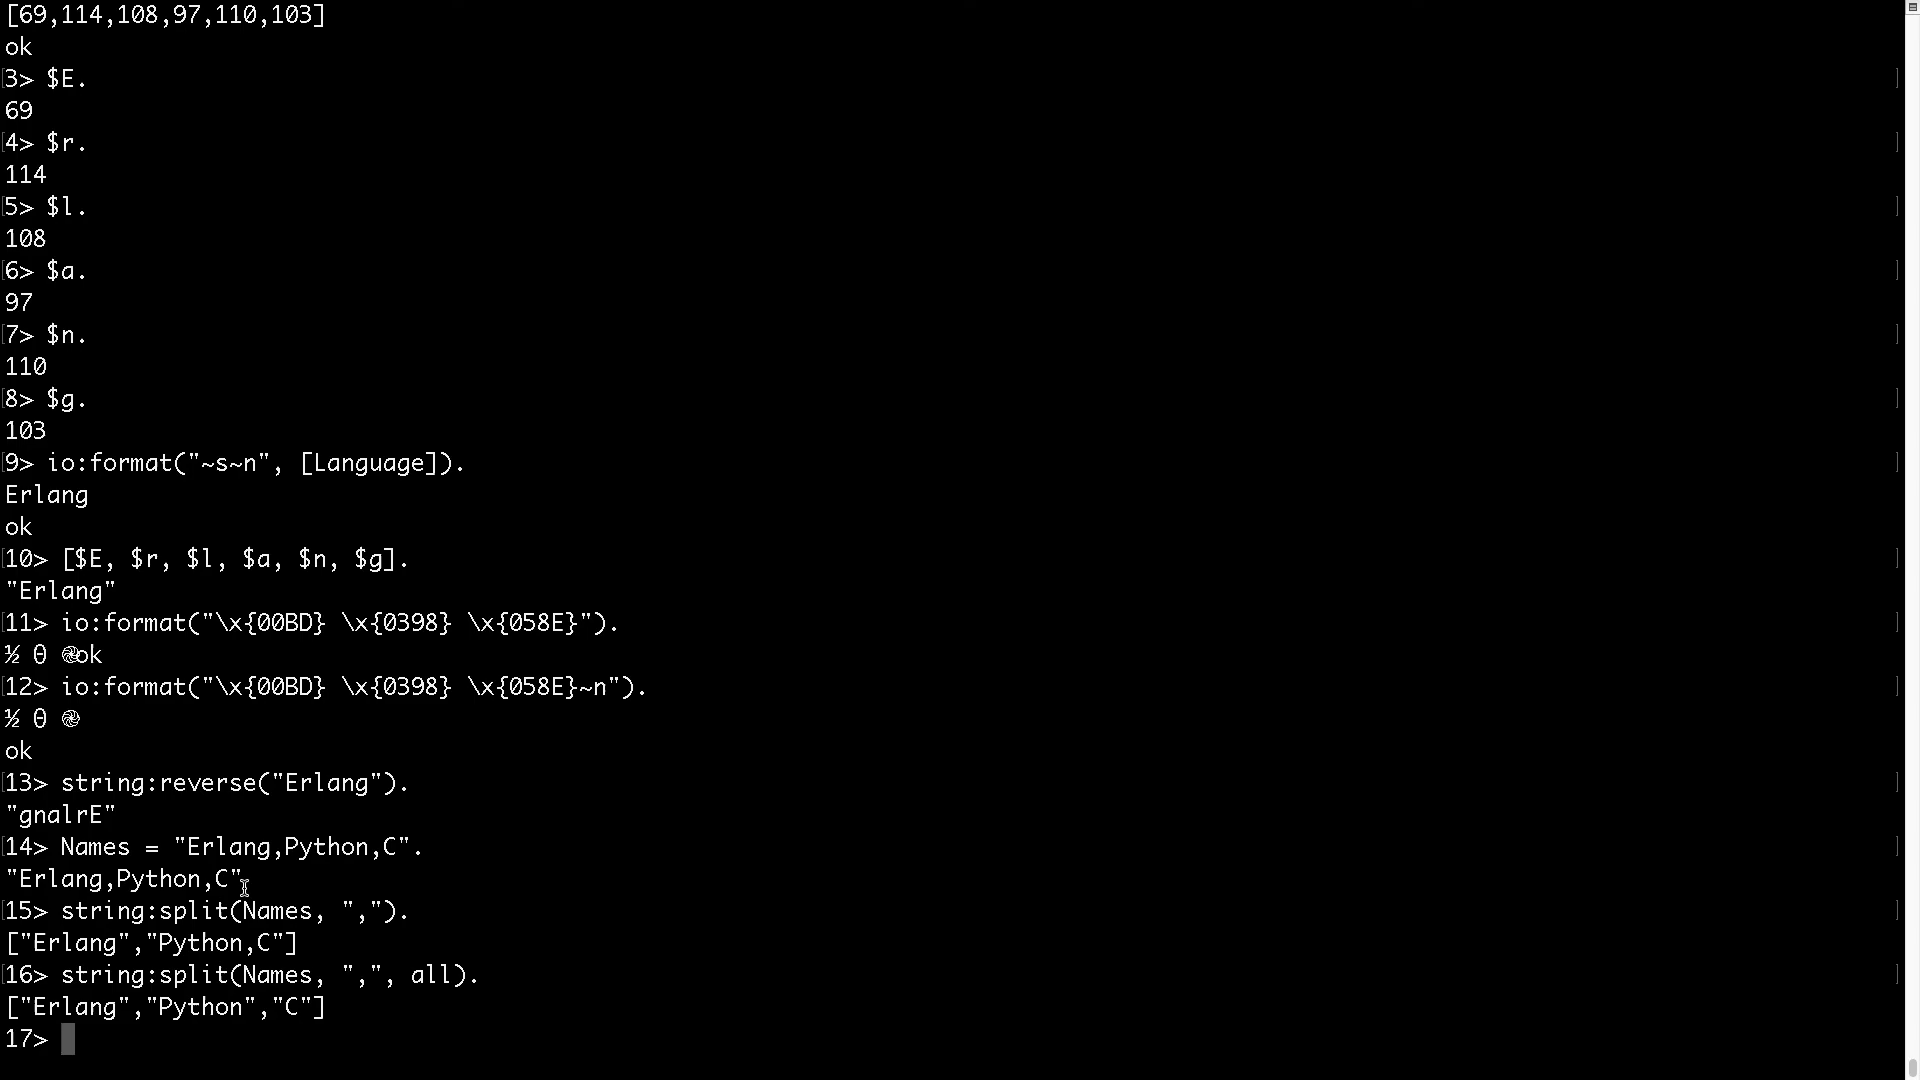 [69,114,108,97,110,103]
ok
3> $E.
69
4> $r.
114
5> $l.
108
6> $a.
97
7> $n.
110
8> $g.
103
9> io:format("~s~n", [Language]).
Erlang
ok
10> [$E, $r, $l, $a, $n, $g].
"Erlang"
11> io:format("\x{00BD} \x{0398} \x{058E}").
½ Θ ֎ok
12> io:format("\x{00BD} \x{0398} \x{058E}~n").
½ Θ ֎
ok
13> string:reverse("Erlang").
"gnalrE"
14> Names = "Erlang,Python,C".
"Erlang,Python,C"
15> string:split(Names, ",").
["Erlang","Python,C"]
16> string:split(Names, ",", all).
["Erlang","Python","C"]
17>